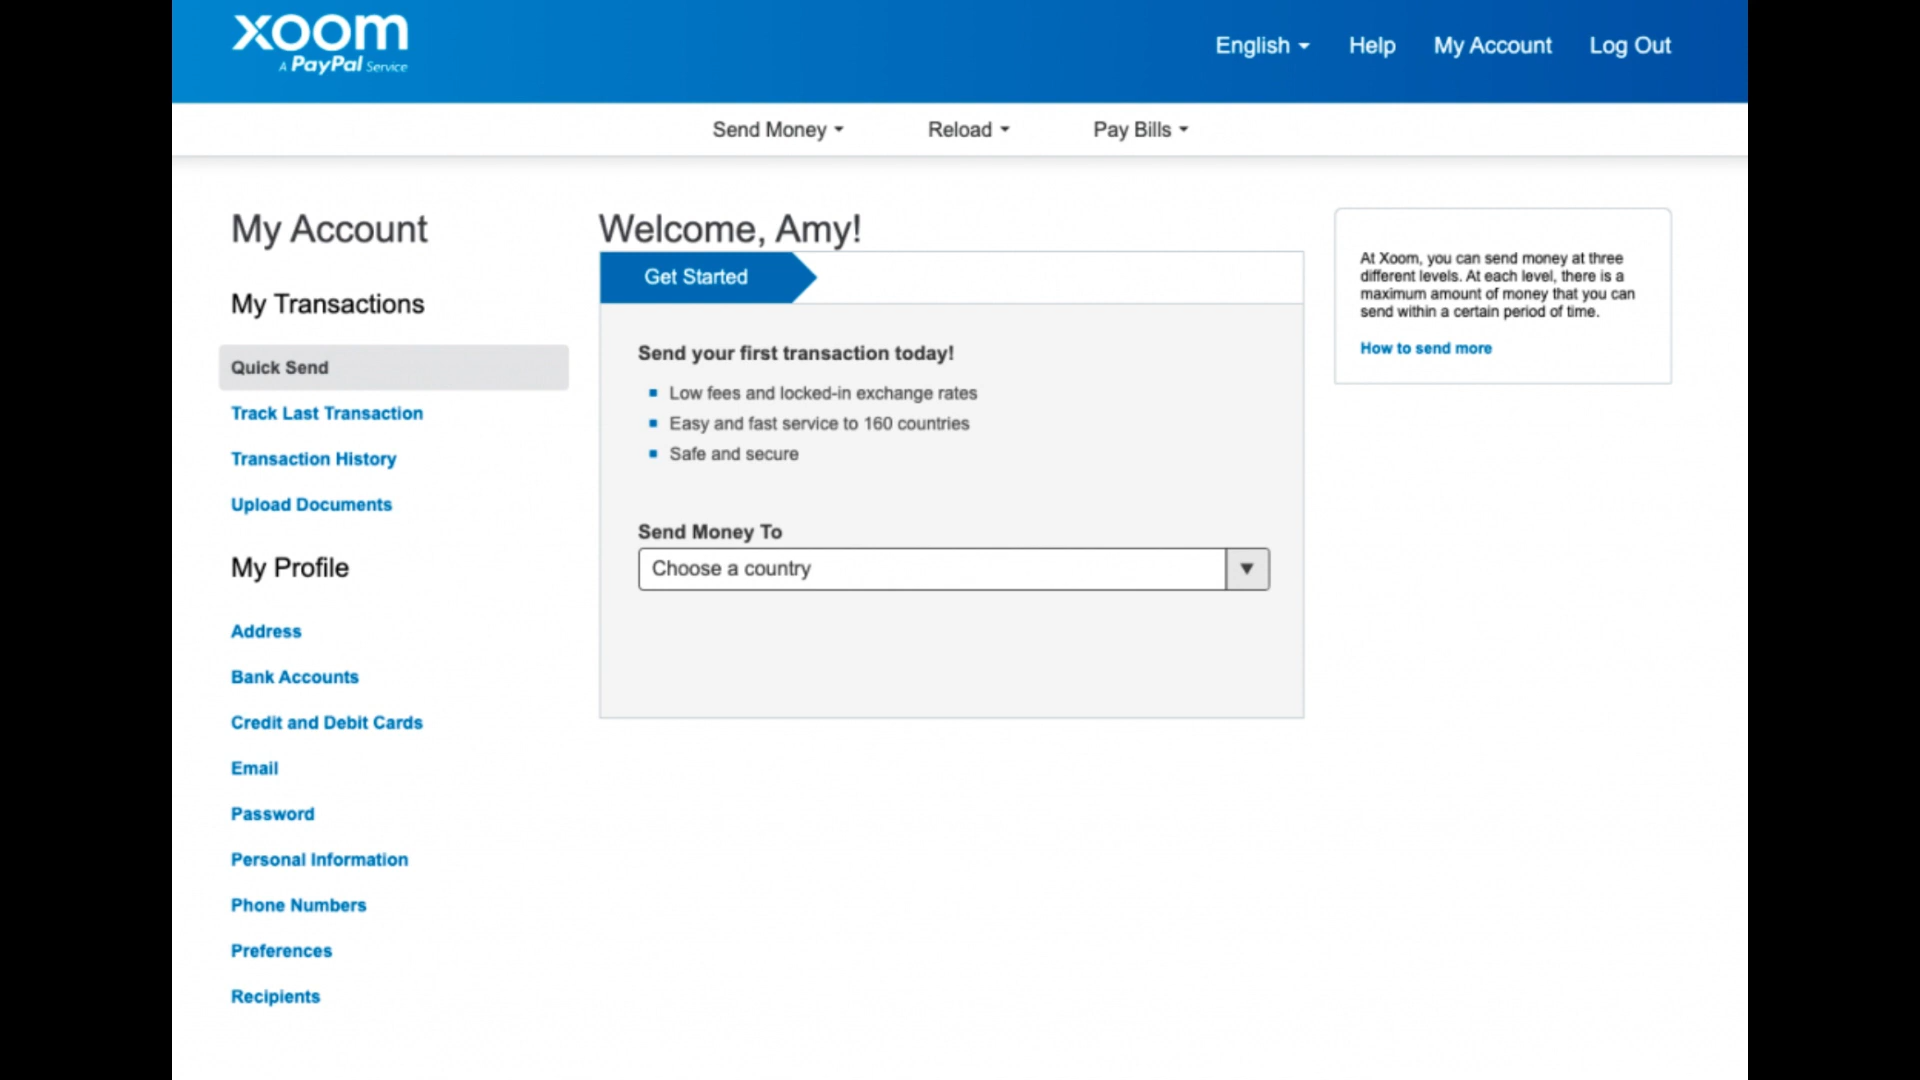 xoom
A PayPal Service
English
Help
My Account
Log Out
Send Money
Reload
Pay Bills
My Account
My Transactions
Quick Send
Track Last Transaction
Transaction History
Upload Documents
My Profile
Address
Bank Accounts
Credit and Debit Cards
Email
Password
Personal Information
Phone Numbers
Preferences
Recipients
Welcome, Amy!
Get Started
Send your first transaction today!
Low fees and locked-in exchange rates
Easy and fast service to 160 countries
Safe and secure
Send Money To
Choose a country
At Xoom, you can send money at three
different levels. At each level, there is a
maximum amount of money that you can
send within a certain period of time.
How to send more